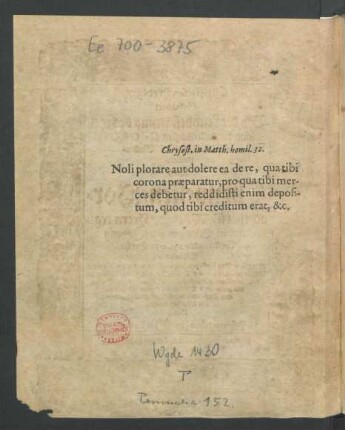 Ee 700-3875
Chrysost. in Matth. homil. 32.
Noli plorare aut dolere ea de re, qua tibi
corona præparatur, pro qua tibi mer-
ces debetur, reddidisti enim deposi-
tum, quod tibi creditum erat, &c.
1430
152.